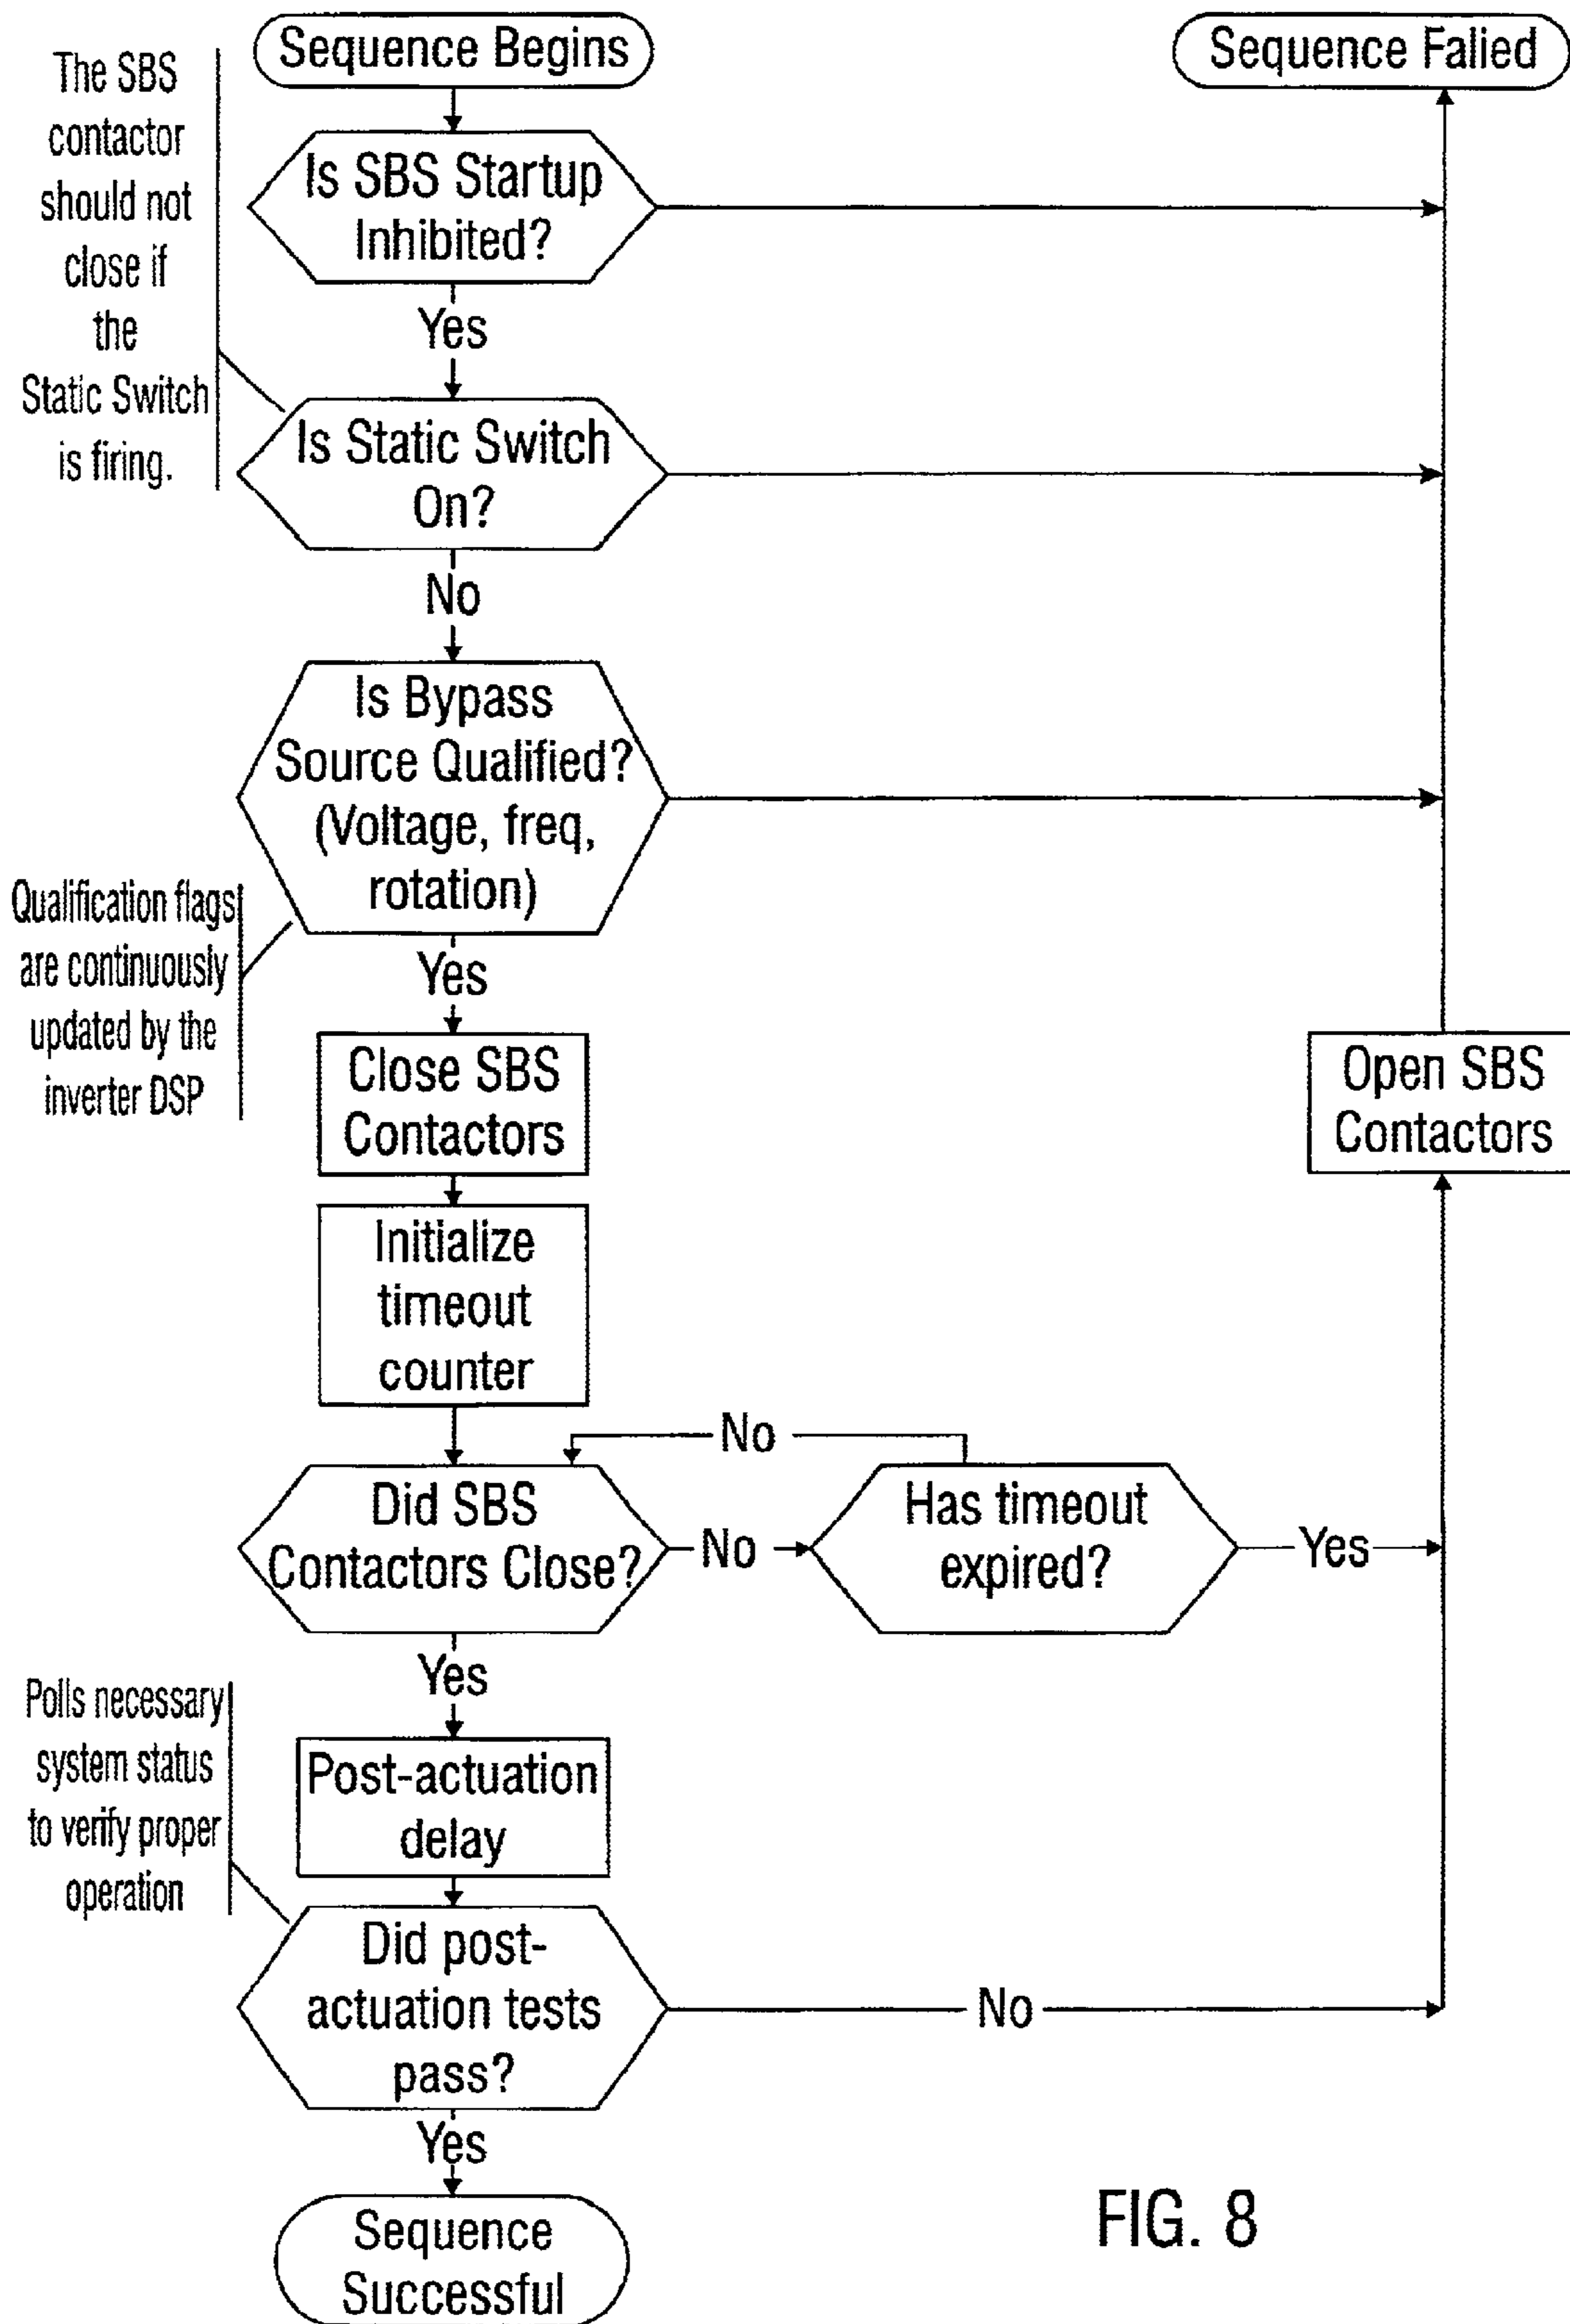 Sequence Begins
Sequence Falied
The SBS
contactor
should not
close if
the
Static Switch
is firing.
Is SBS Startup
Inhibited?
Yes
Is Static Switch
On?
No
Is Bypass
Source Qualified?
(Voltage, freq,
rotation)
Qualification flags
are continuously
updated by the
inverter DSP
Yes
Close SBS
Contactors
Open SBS
Contactors
Initialize
timeout
counter
No
Did SBS
Contactors Close?
No
Has timeout
expired?
Yes
Yes
Polls necessary
system status
to verify proper
operation
Post-actuation
delay
Did post-
actuation tests
pass?
No
Yes
Sequence
Successful
FIG. 8